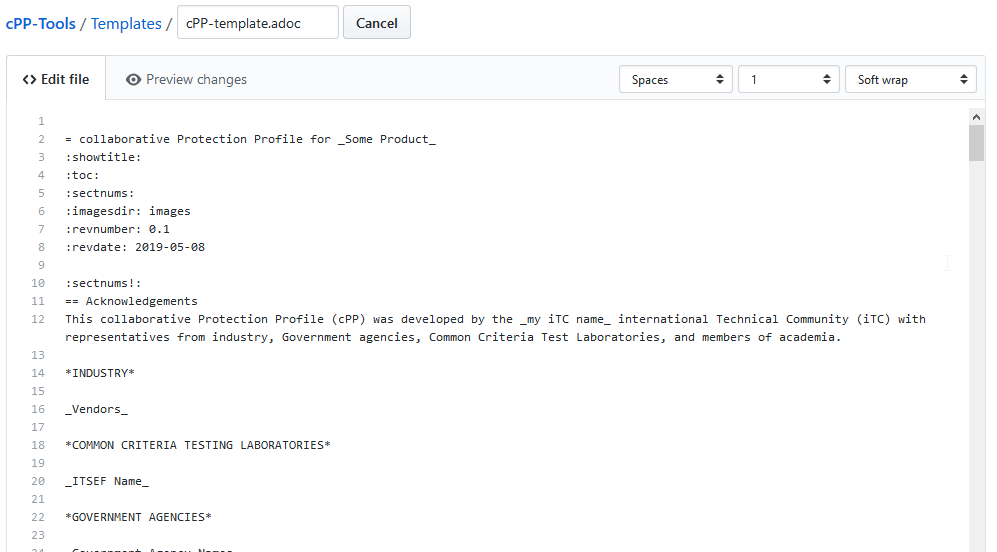 cPP-Tools / Templates / cPP-template.adoc Cancel
<> Edit file Preview changes Spaces 1 Soft wrap
1
2 = collaborative Protection Profile for _Some Product_
3 :showtitle:
4 :toc:
5 :sectnums:
6 :imagesdir: images
7 :revnumber: 0.1
8 :revdate: 2019-05-08
9
10 :sectnums!:
11 == Acknowledgements
12 This collaborative Protection Profile (cPP) was developed by the _my iTC name_ international Technical Community (iTC) with
representatives from industry, Government agencies, Common Criteria Test Laboratories, and members of academia.
13
14 *INDUSTRY*
15
16 _Vendors_
17
18 *COMMON CRITERIA TESTING LABORATORIES*
19
20 _ITSEF Name_
21
22 *GOVERNMENT AGENCIES*
23
24 _Government Agency Names_